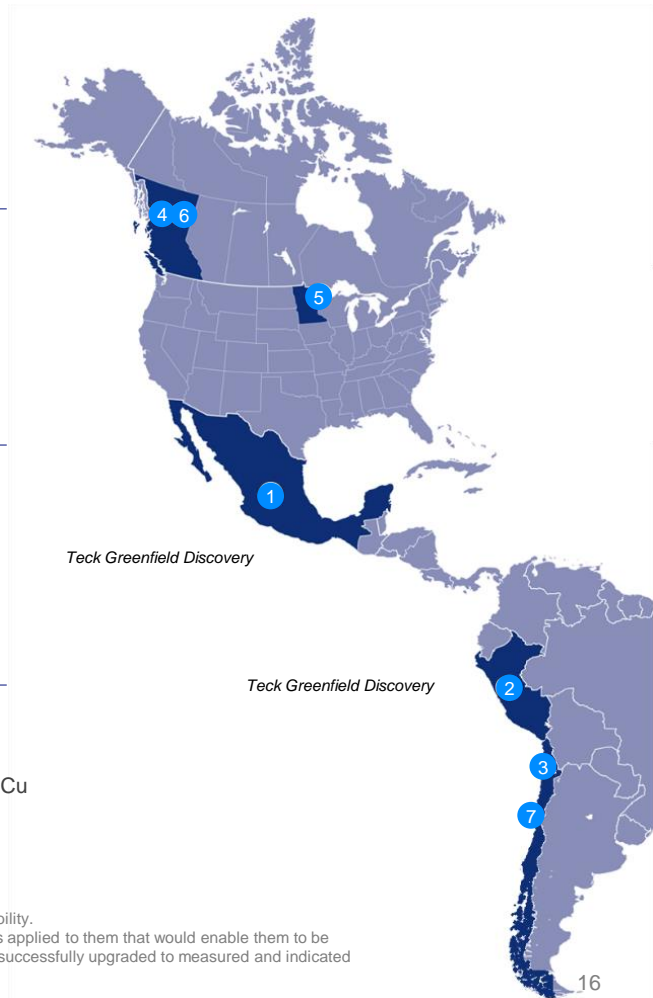 4 6
5
1
Teck Greenfield Discovery
Teck Greenfield Discovery
2
3
Cu
7
bility.
s applied to them that would enable them to be
successfully upgraded to measured and indicated
16